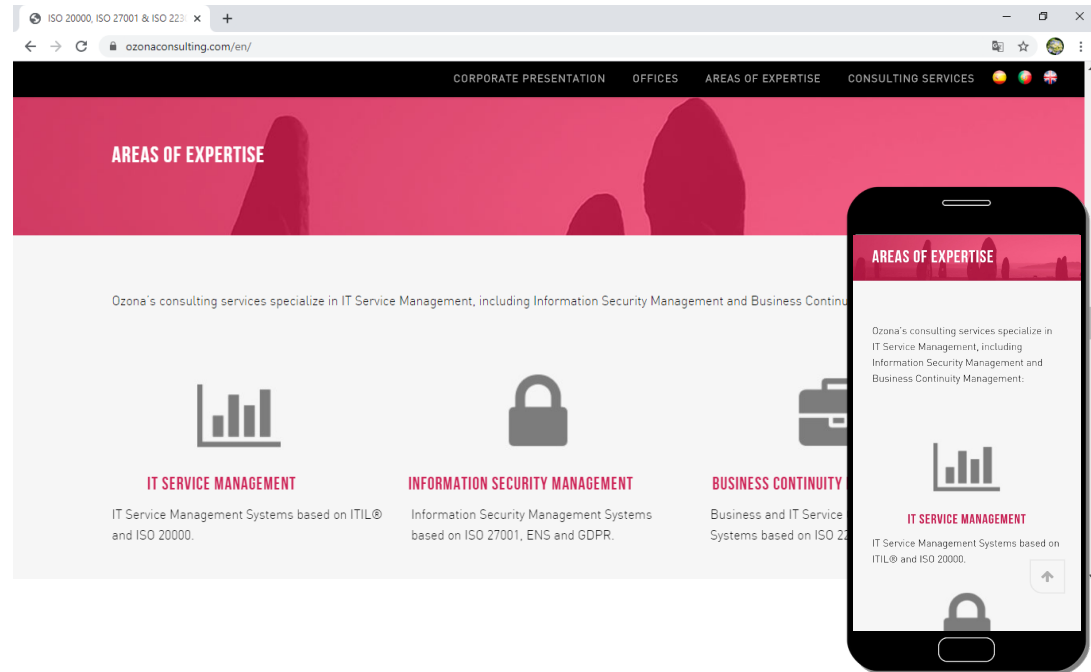 ISO 20000, ISO 27001 & ISO 223
ozonaconsulting.com/en/
CORPORATE PRESENTATION OFFICES AREAS OF EXPERTISE CONSULTING SERVICES
AREAS OF EXPERTISE
Ozona's consulting services specialize in IT Service Management, including Information Security Management and Business Continu
IT SERVICE MANAGEMENT
IT Service Management Systems based on ITIL®
and ISO 20000.
INFORMATION SECURITY MANAGEMENT
Information Security Management Systems
based on ISO 27001, ENS and GDPR.
BUSINESS CONTINUITY
Business and IT Service
Systems based on ISO 22
AREAS OF EXPERTISE
Ozona's consulting services specialize in
IT Service Management, including
Information Security Management and
Business Continuity Management:
IT SERVICE MANAGEMENT
IT Service Management Systems based on
ITIL® and ISO 20000.